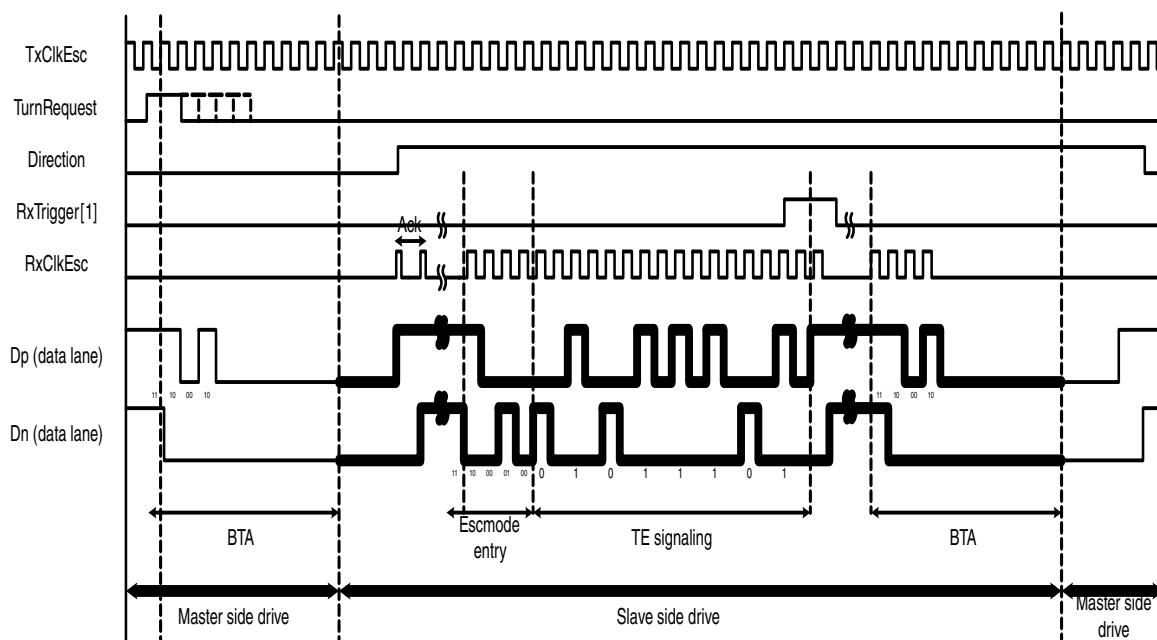 TxClkEsc
TurnRequest
Direction
RxTrigger[1]
Ack
RxClkEsc
Dp (data lane)
11 10 00 10
11 10 00 10
Dn (data lane)
11 10 00 01 00 0 1 0 1 1 1 0 1
BTA
Escmode
entry
TE signaling
BTA
Master side drive
Slave side drive
Master side
drive